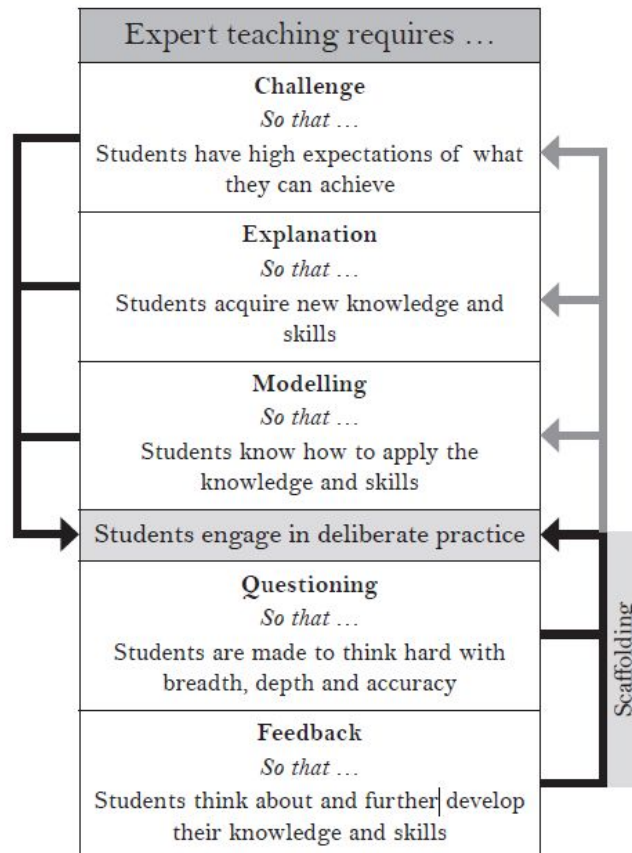 Expert teaching requires …
Challenge
So that …
Students have high expectations of what
they can achieve
Explanation
So that …
Students acquire new knowledge and
skills
Modelling
So that …
Students know how to apply the
knowledge and skills
Students engage in deliberate practice
Questioning
So that …
Students are made to think hard with
breadth, depth and accuracy
Feedback
So that …
Students think about and further develop
their knowledge and skills
Scaffolding